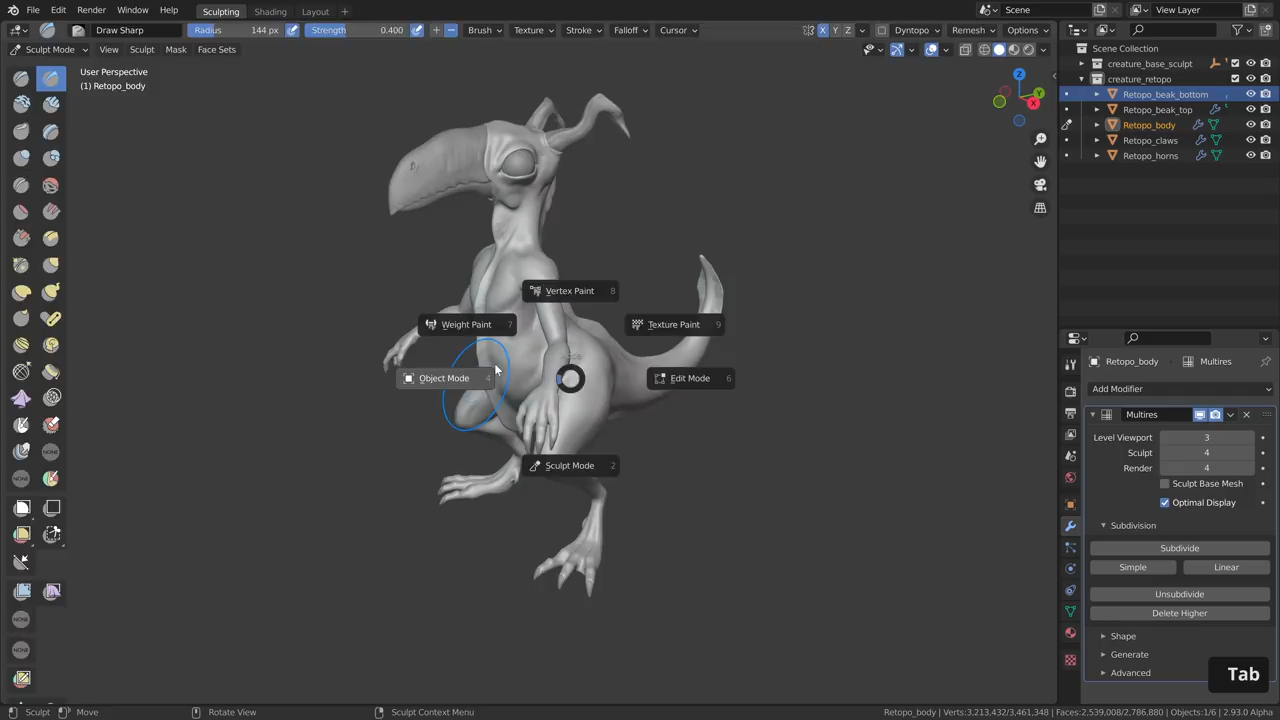 File Edit Render Window Help Sculpting Shading Layout + Scene View Layer
Draw Sharp Radius 144 px Strength 0.400 Brush Texture Stroke Falloff Cursor X Y Z Dyntopo Remesh Options
Sculpt Mode View Sculpt Mask Face Sets
User Perspective
(1) Retopo_body
Scene Collection
creature_base_sculpt
creature_retopo
Retopo_beak_bottom
Retopo_beak_top
Retopo_body
Retopo_claws
Retopo_horns
Z
Y
X
Vertex Paint 8
Weight Paint 7
Texture Paint 9
Object Mode 4
Edit Mode 6
Sculpt Mode 2
NONE
NONE
NONE
NONE
Retopo_body Multires
Add Modifier
Multires
Level Viewport 3
Sculpt 4
Render 4
Sculpt Base Mesh
Optimal Display
Subdivision
Subdivide
Simple Linear
Unsubdivide
Delete Higher
Shape
Generate
Advanced
Tab
Sculpt Move Rotate View Sculpt Context Menu Retopo_body | Verts:3,213,432/3,461,348 | Faces:2,539,008/2,786,880 | Objects:1/6 | 2.93.0 Alpha